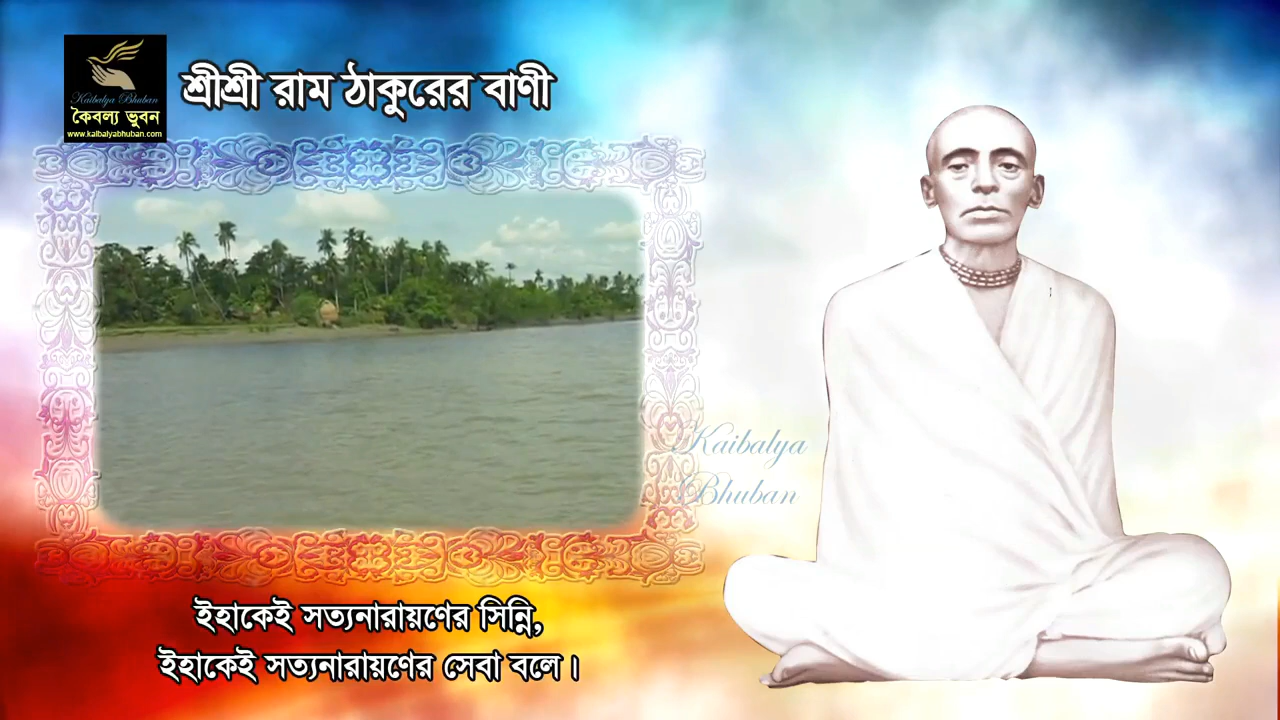 Kaibalya Bhuban
কৈবল্য ভুবন
www.kaibalyabhuban.com
শ্রীশ্রী রাম ঠাকুরের বাণী
Kaibalya
Bhuban
ইহাকেই সত্যনারায়ণের সিন্নি,
ইহাকেই সত্যনারায়ণের সেবা বলে।